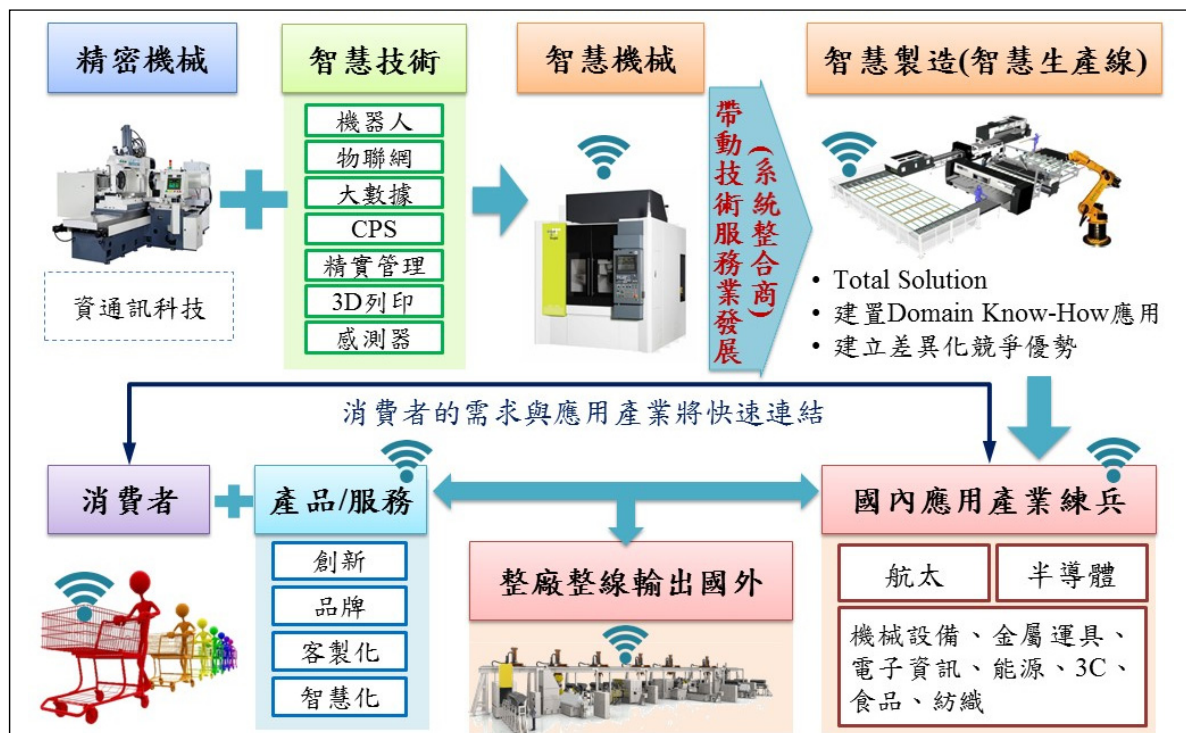 精密機械
智慧技術
智慧機械
智慧製造(智慧生產線)
機器人
物聯網
大數據
CPS
精實管理
3D列印
感測器
資通訊科技
帶動技術服務業發展
(系統整合商)
• Total Solution
• 建置Domain Know-How應用
• 建立差異化競爭優勢
消費者的需求與應用產業將快速連結
消費者
產品/服務
國內應用產業練兵
創新
品牌
客製化
智慧化
整廠整線輸出國外
航太
半導體
機械設備、金屬運具、
電子資訊、能源、3C、
食品、紡織